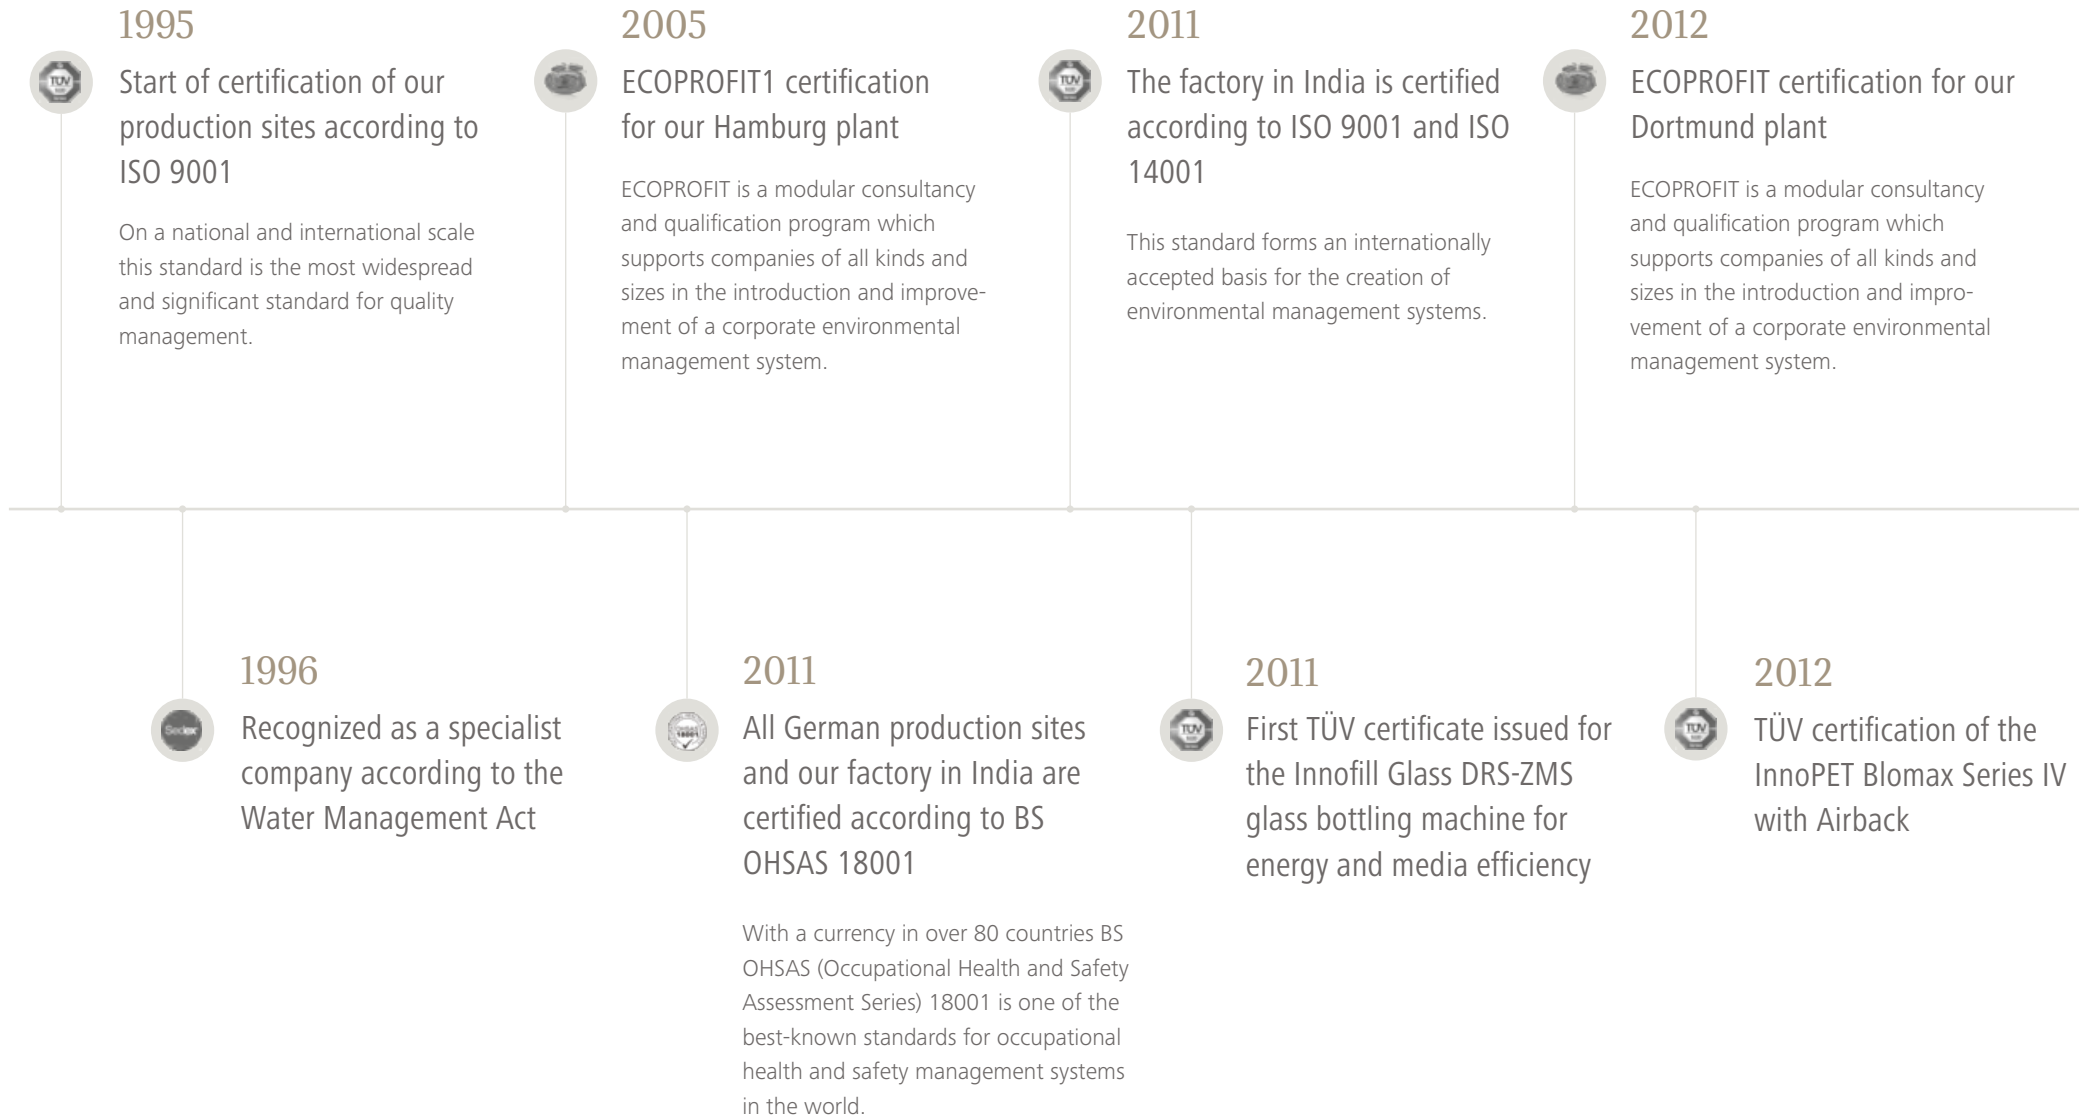 1995
Start of certification of our
production sites according to
ISO 9001
On a national and international scale
this standard is the most widespread
and significant standard for quality
management.
2005
ECOPROFIT1 certification
for our Hamburg plant
ECOPROFIT is a modular consultancy
and qualification program which
supports companies of all kinds and
sizes in the introduction and improve-
ment of a corporate environmental
management system.
2011
The factory in India is certified
according to ISO 9001 and ISO
14001
This standard forms an internationally
accepted basis for the creation of
environmental management systems.
2012
ECOPROFIT certification for our
Dortmund plant
ECOPROFIT is a modular consultancy
and qualification program which
supports companies of all kinds and
sizes in the introduction and impro-
vement of a corporate environmental
management system.
1996
Recognized as a specialist
company according to the
Water Management Act
2011
All German production sites
and our factory in India are
certified according to BS
OHSAS 18001
With a currency in over 80 countries BS
OHSAS (Occupational Health and Safety
Assessment Series) 18001 is one of the
best-known standards for occupational
health and safety management systems
in the world.
2011
First TÜV certificate issued for
the Innofill Glass DRS-ZMS
glass bottling machine for
energy and media efficiency
2012
TÜV certification of the
InnoPET Blomax Series IV
with Airback
TÜV
TÜV
Sedex
OHSAS
18001
TÜV
TÜV